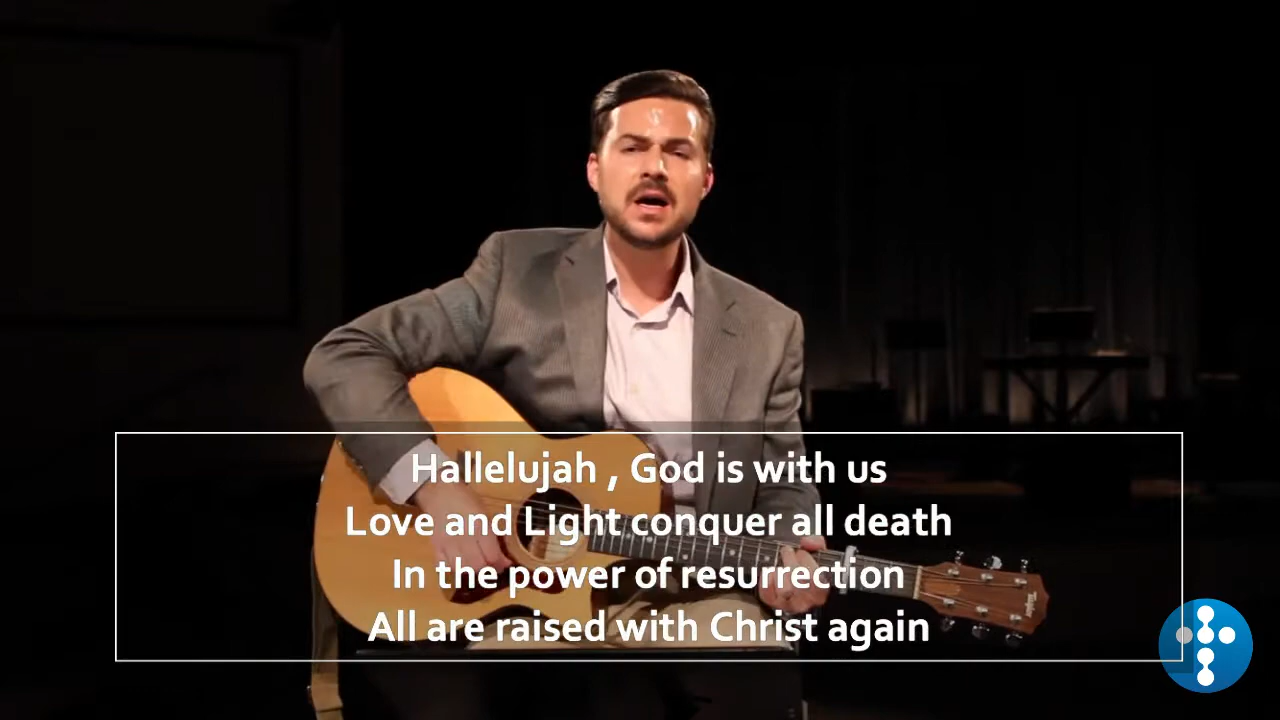 Hallelujah , God is with us
Love and Light conquer all death
In the power of resurrection
All are raised with Christ again
Taylor